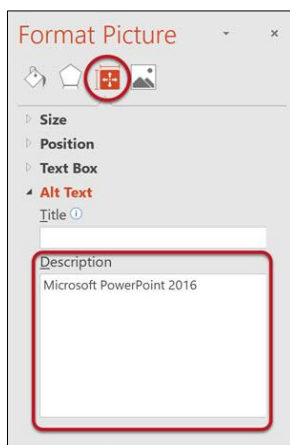 Format Picture
Size
Position
Text Box
Alt Text
Title
Description
Microsoft PowerPoint 2016